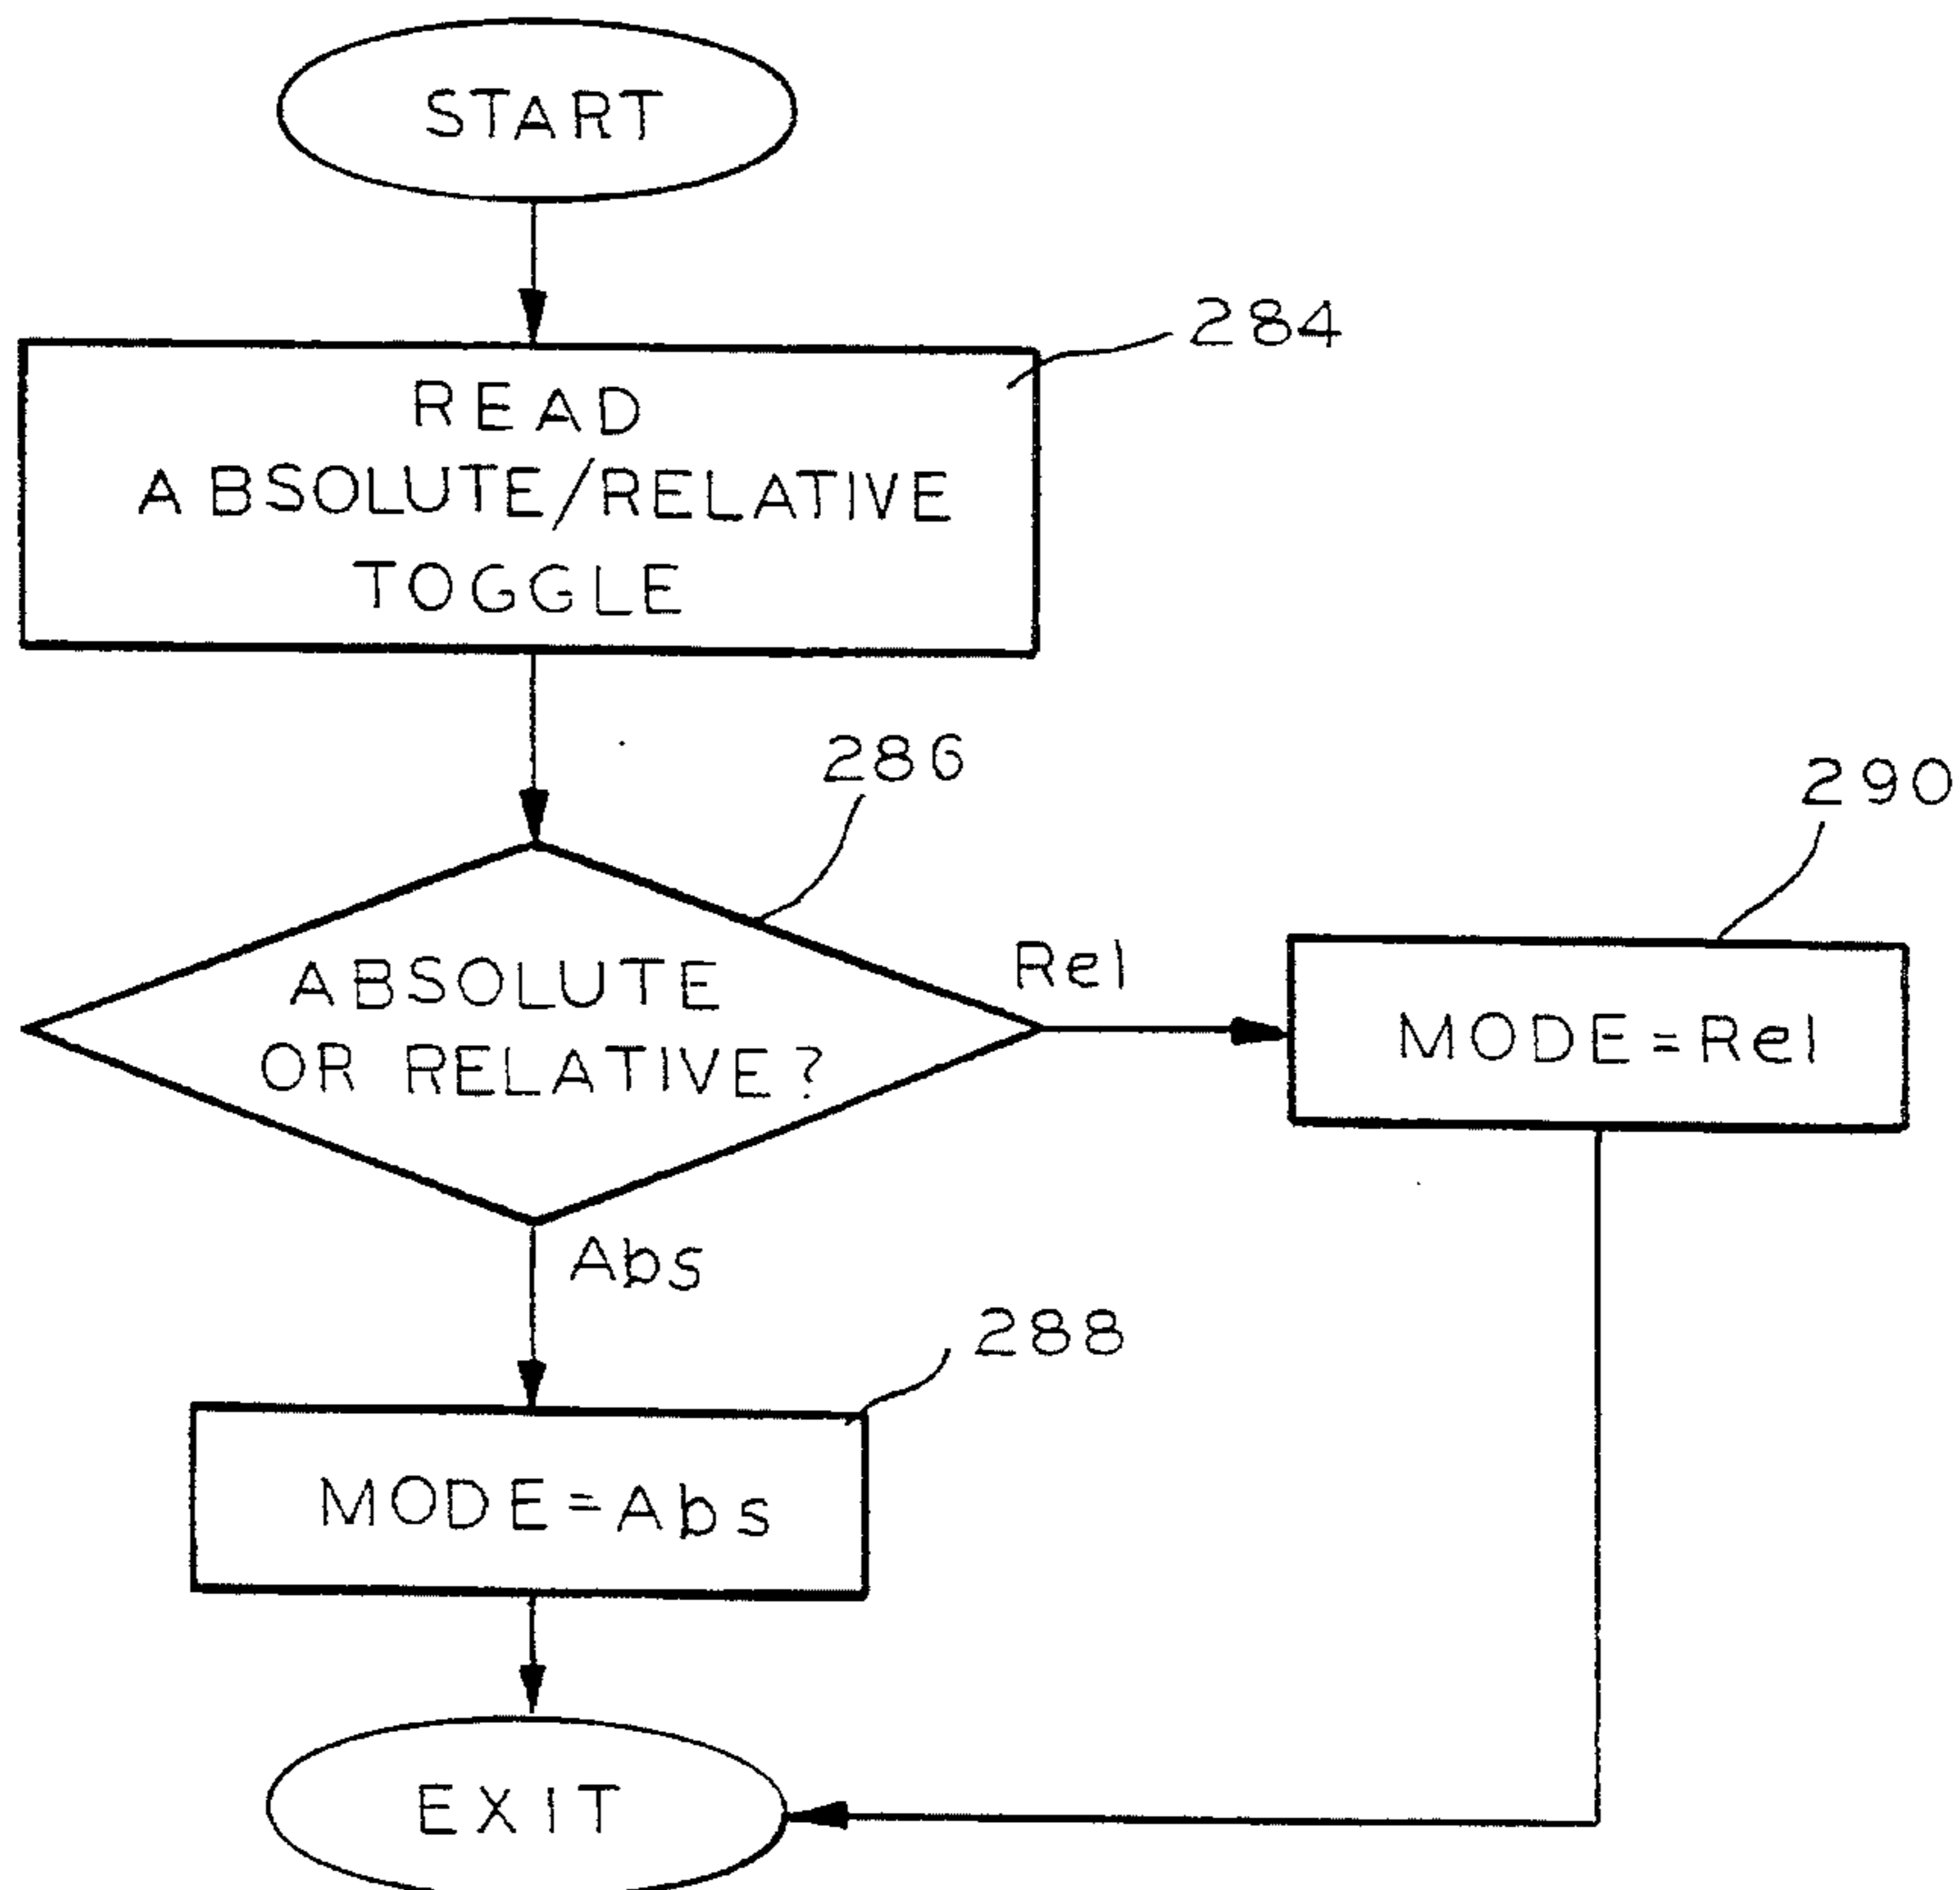 START
284
READ
ABSOLUTE/RELATIVE
TOGGLE
286
290
ABSOLUTE
OR RELATIVE?
Rel
MODE=Rel
Abs
288
MODE=Abs
EXIT